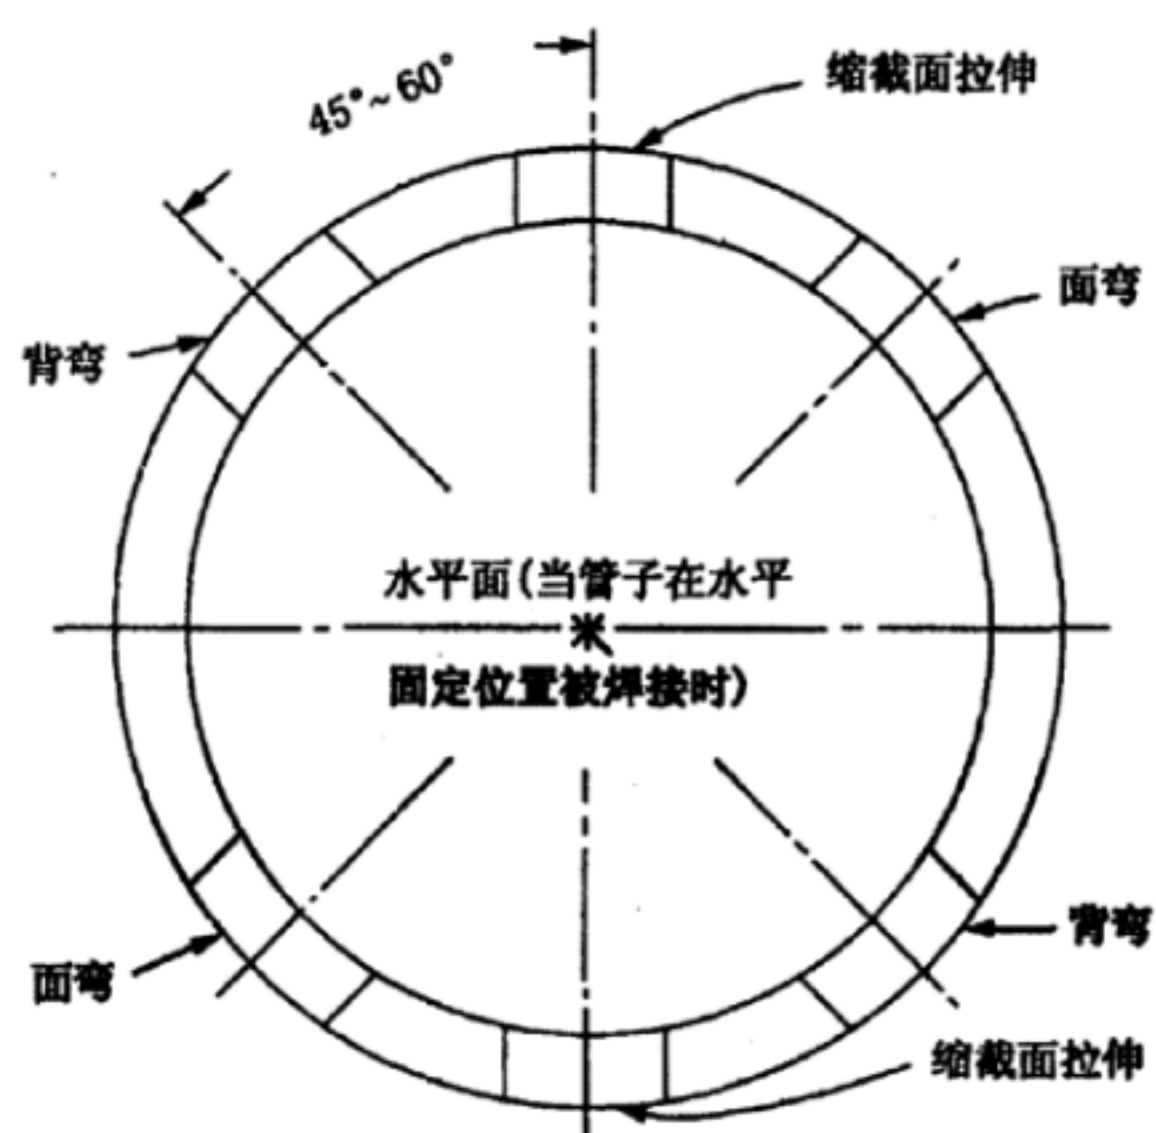 45°~60°
缩截面拉伸
面弯
背弯
水平面(当管子在水平
固定位置被焊接时)
背弯
面弯
缩截面拉伸